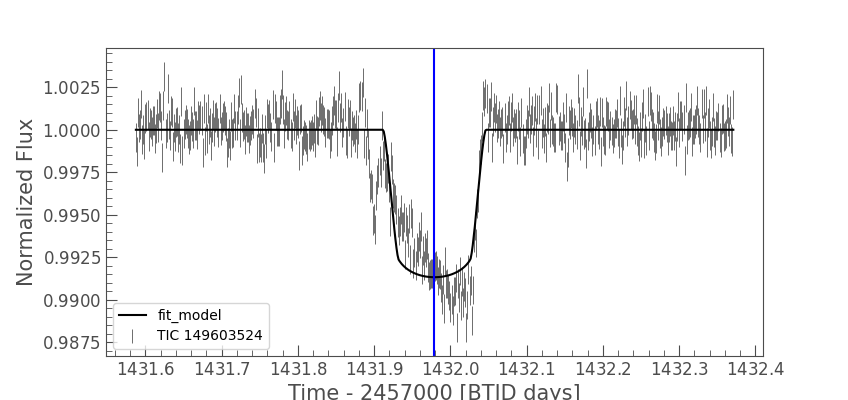 Normalized Flux
1.0025
1.0000
0.9975
0.9950
0.9925
0.9900
0.9875
fit_model
TIC 149603524
1431.6 1431.7 1431.8 1431.9 1432.0 1432.1 1432.2 1432.3 1432.4
Time - 2457000 [BTJD days]